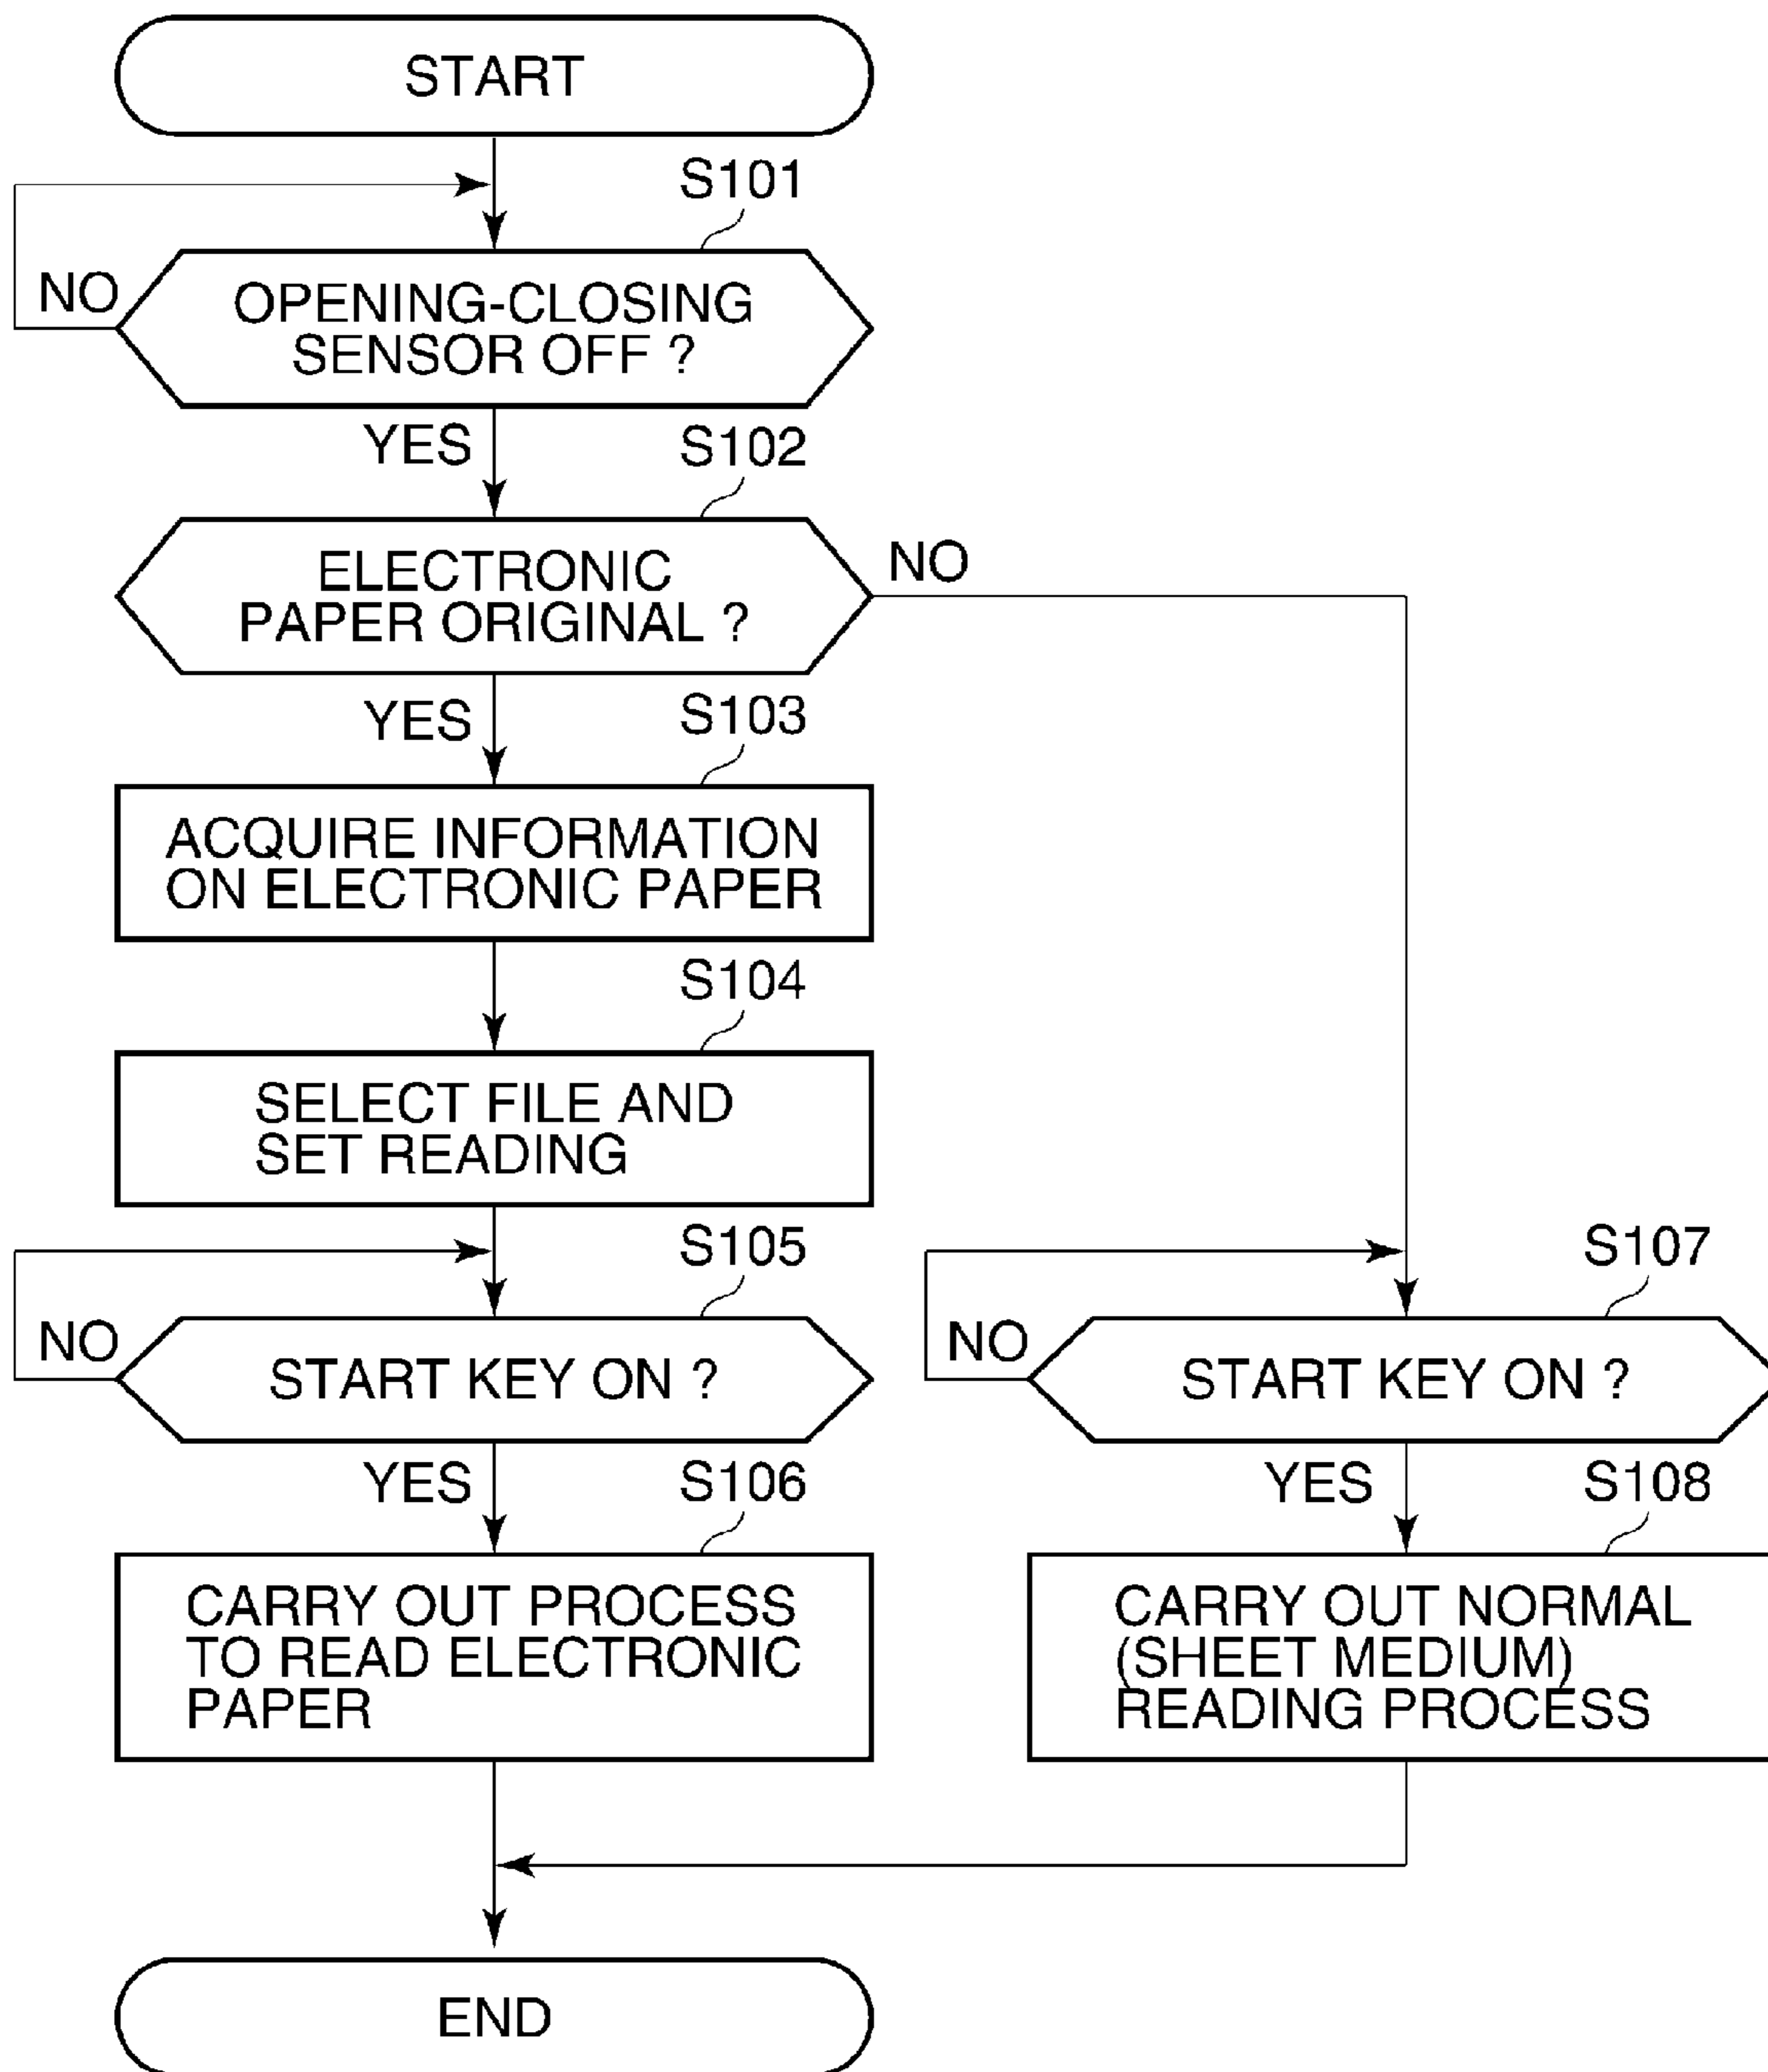 START
S101
NO
OPENING-CLOSING
SENSOR OFF ?
YES
S102
ELECTRONIC
PAPER ORIGINAL ?
NO
YES
S103
ACQUIRE INFORMATION
ON ELECTRONIC PAPER
S104
SELECT FILE AND
SET READING
S105
NO
START KEY ON ?
YES
S106
CARRY OUT PROCESS
TO READ ELECTRONIC
PAPER
S107
NO
START KEY ON ?
YES
S108
CARRY OUT NORMAL
(SHEET MEDIUM)
READING PROCESS
END